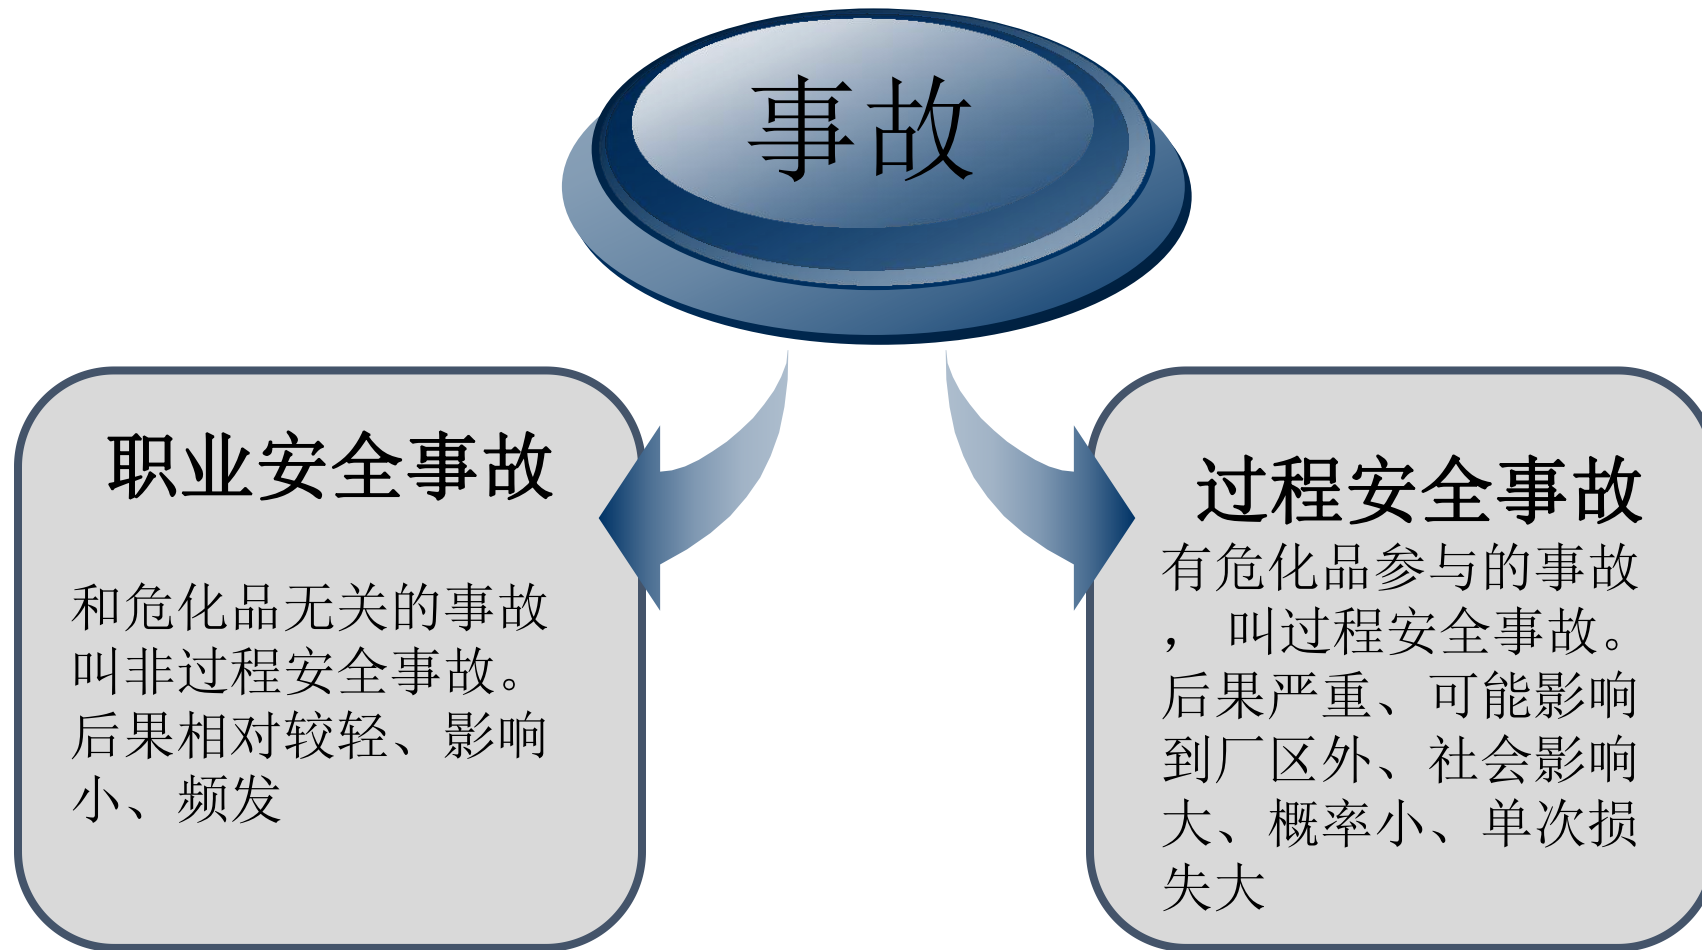 事故
职业安全事故
和危化品无关的事故
叫非过程安全事故。
后果相对较轻、影响
小、频发
过程安全事故
有危化品参与的事故
， 叫过程安全事故。
后果严重、可能影响
到厂区外、社会影响
大、概率小、单次损
失大